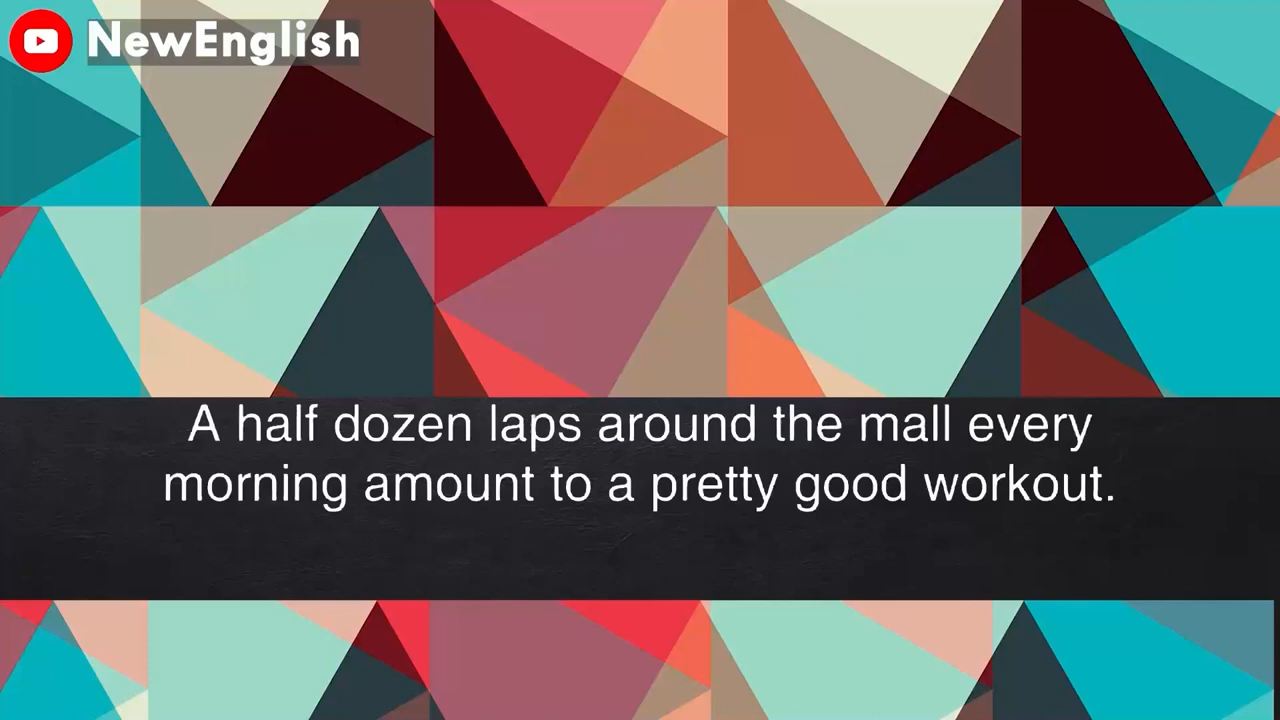 NewEnglish
A half dozen laps around the mall every
morning amount to a pretty good workout.